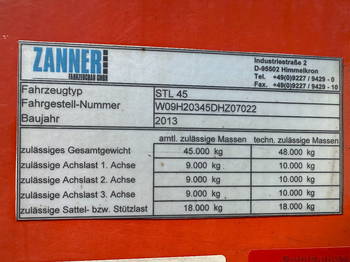 ZANNER
FAHRZEUGBAU GMBH
Industriestraße 2
D-95502 Himmelkron
Tel. +49(0)9227 / 9429 - 0
Fax. +49(0)9227 / 9429 - 10
Fahrzeugtyp STL 45
Fahrgestell-Nummer W09H20345DHZ07022
Baujahr 2013
amtl. zulässige Massen techn. zulässige Massen
zulässiges Gesamtgewicht 45.000 kg 48.000 kg
zulässige Achslast 1. Achse 9.000 kg 10.000 kg
zulässige Achslast 2. Achse 9.000 kg 10.000 kg
zulässige Achslast 3. Achse 9.000 kg 10.000 kg
zulässige Sattel- bzw. Stützlast 18.000 kg 18.000 kg